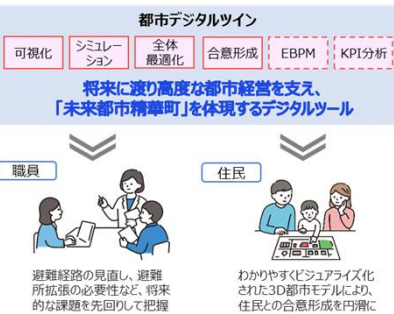 都市デジタルツイン
可視化
シミュレー
ション
全体
最適化
合意形成
EBPM
KPI分析
将来に渡り高度な都市経営を支え、
「未来都市精華町」を体現するデジタルツール
職員
住民
避難経路の見直し、避難
所拡張の必要性など、将来
的な課題を先回りして把握
わかりやすくビジュアライズ化
された3D都市モデルにより、
住民との合意形成を円滑に